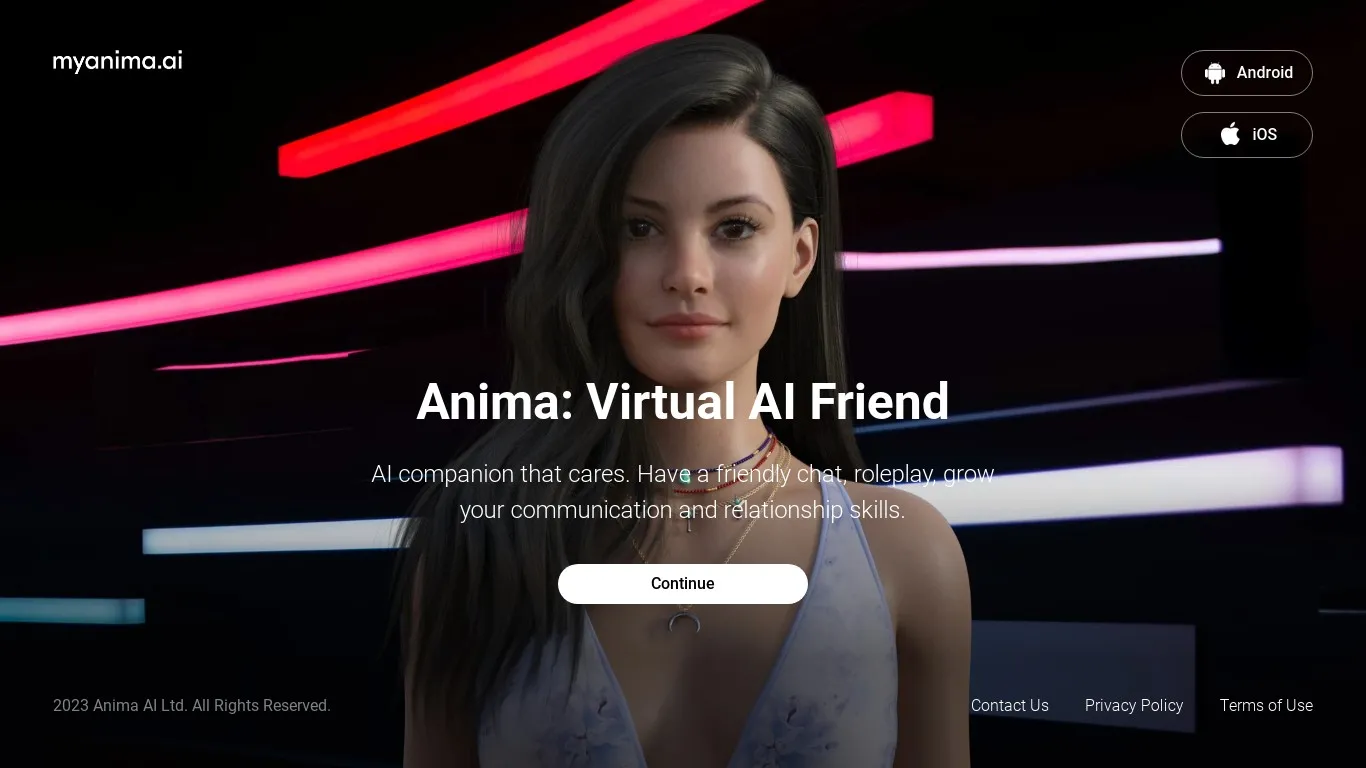 myanima.ai
Android
iOS
Anima: Virtual AI Friend
AI companion that cares. Have a friendly chat, roleplay, grow
your communication and relationship skills.
Continue
2023 Anima AI Ltd. All Rights Reserved.
Contact Us
Privacy Policy
Terms of Use